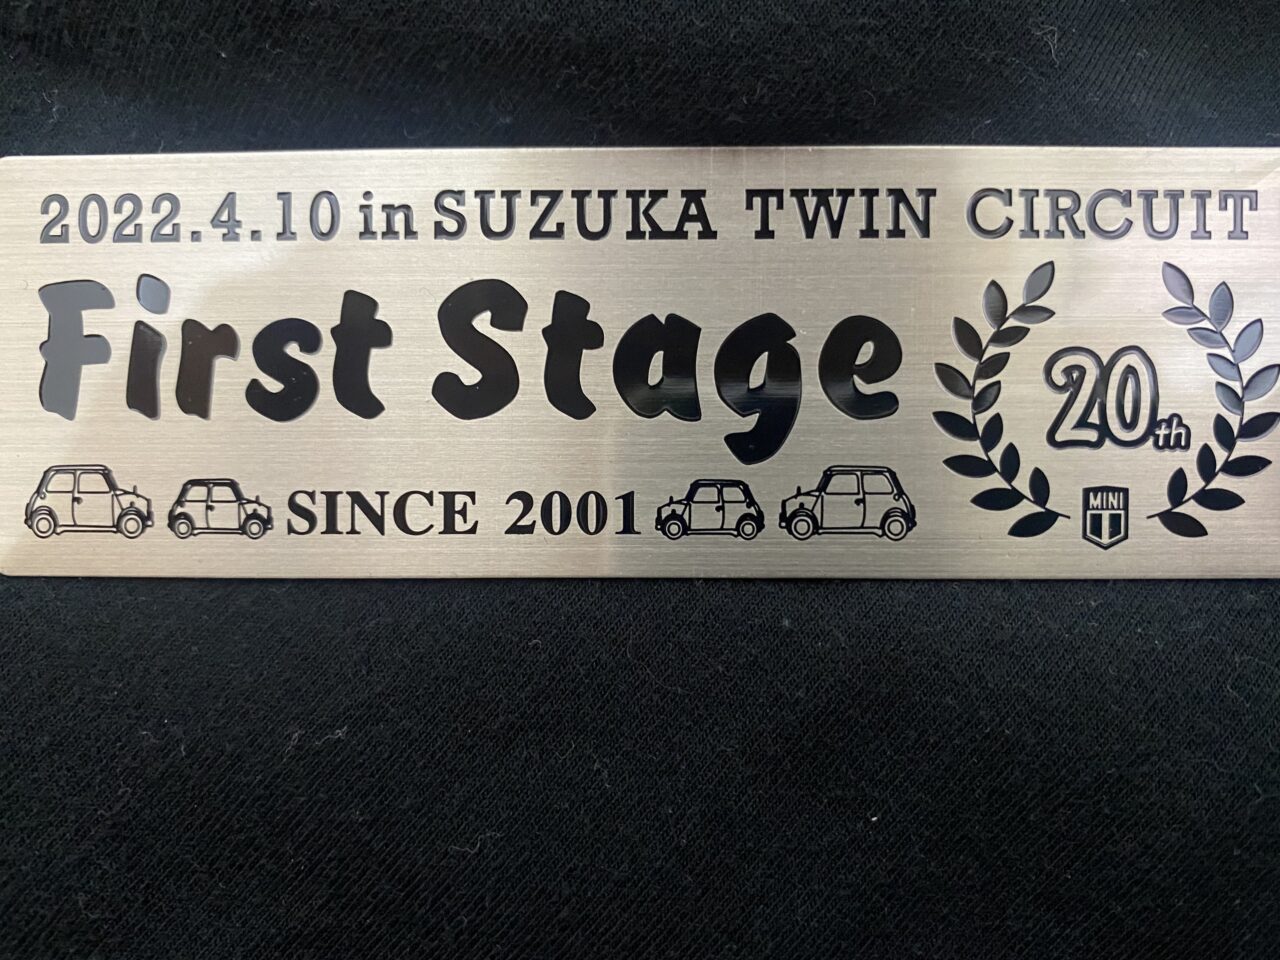 2022.4.10 in SUZUKA TWIN CIRCUIT
First Stage
SINCE 2001
20th
MINI